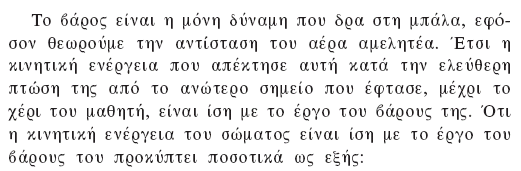 Το βάρος είναι η μόνη δύναμη που δρα στη μπάλα, εφό-
σον θεωρούμε την αντίσταση του αέρα αμελητέα. Έτσι η
κινητική ενέργεια που απέκτησε αυτή κατά την ελεύθερη
πτώση της από το ανώτερο σημείο που έφτασε, μέχρι το
χέρι του μαθητή, είναι ίση με το έργο του βάρους της. Ότι
η κινητική ενέργεια του σώματος είναι ίση με το έργο του
βάρους του προκύπτει ποσοτικά ως εξής: